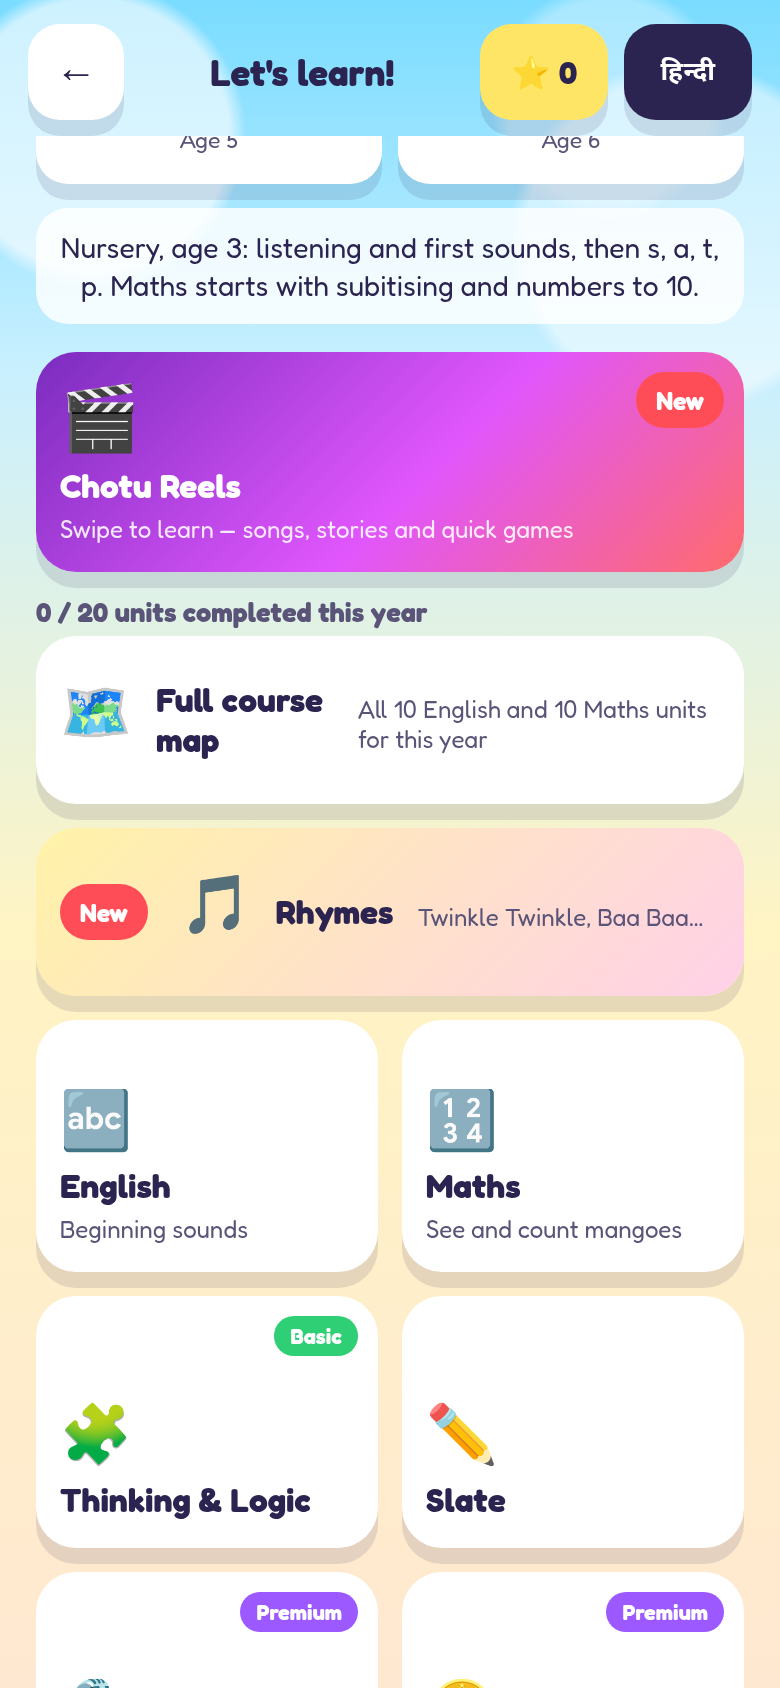 ←
Let's learn!
⭐ 0
हिन्दी
Age 5
Age 6
Nursery, age 3: listening and first sounds, then s, a, t,
p. Maths starts with subitising and numbers to 10.
New
Chotu Reels
Swipe to learn – songs, stories and quick games
0 / 20 units completed this year
Full course
map
All 10 English and 10 Maths units
for this year
New
Rhymes
Twinkle Twinkle, Baa Baa...
abc
English
Beginning sounds
1 2
3 4
Maths
See and count mangoes
Basic
Thinking & Logic
Slate
Premium
Premium